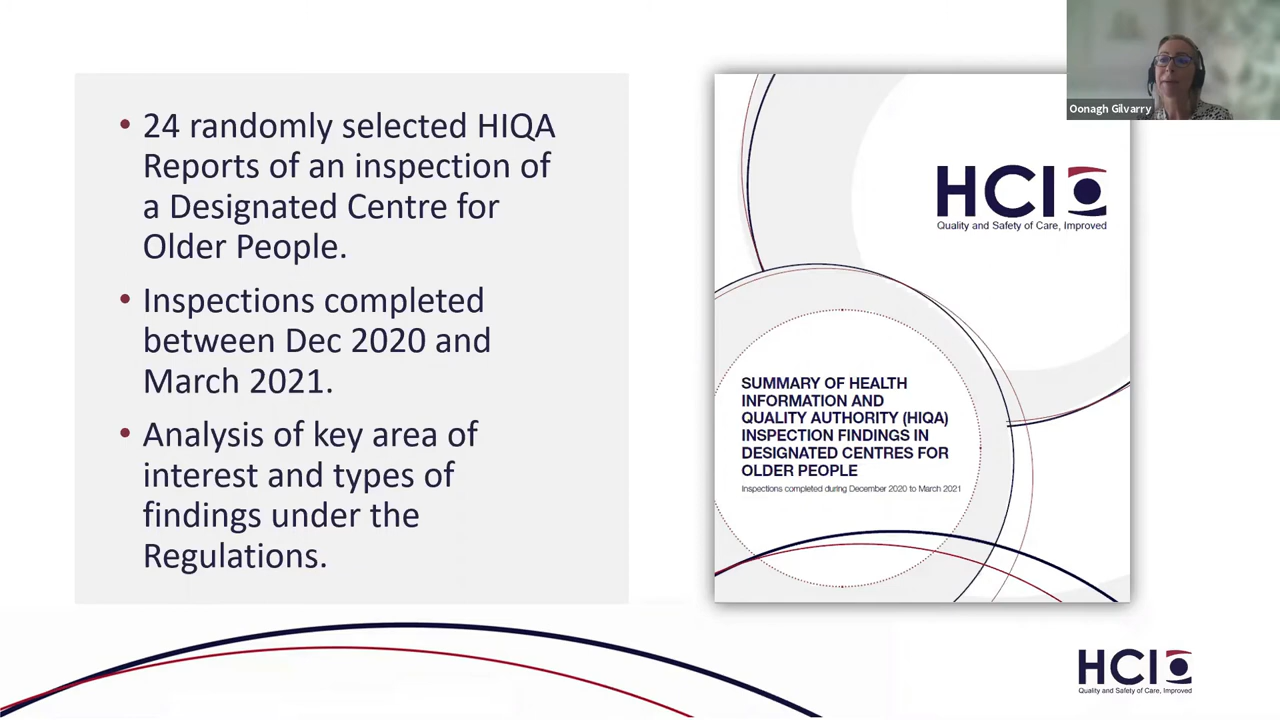 • 24 randomly selected HIQA
Reports of an inspection of
a Designated Centre for
Older People.
• Inspections completed
between Dec 2020 and
March 2021.
• Analysis of key area of
interest and types of
findings under the
Regulations.
Oonagh Gilvarry
HCI
Quality and Safety of Care, Improved
SUMMARY OF HEALTH
INFORMATION AND
QUALITY AUTHORITY (HIQA)
INSPECTION FINDINGS IN
DESIGNATED CENTRES FOR
OLDER PEOPLE
Inspections completed during December 2020 to March 2021
HCI
Quality and Safety of Care, Improved